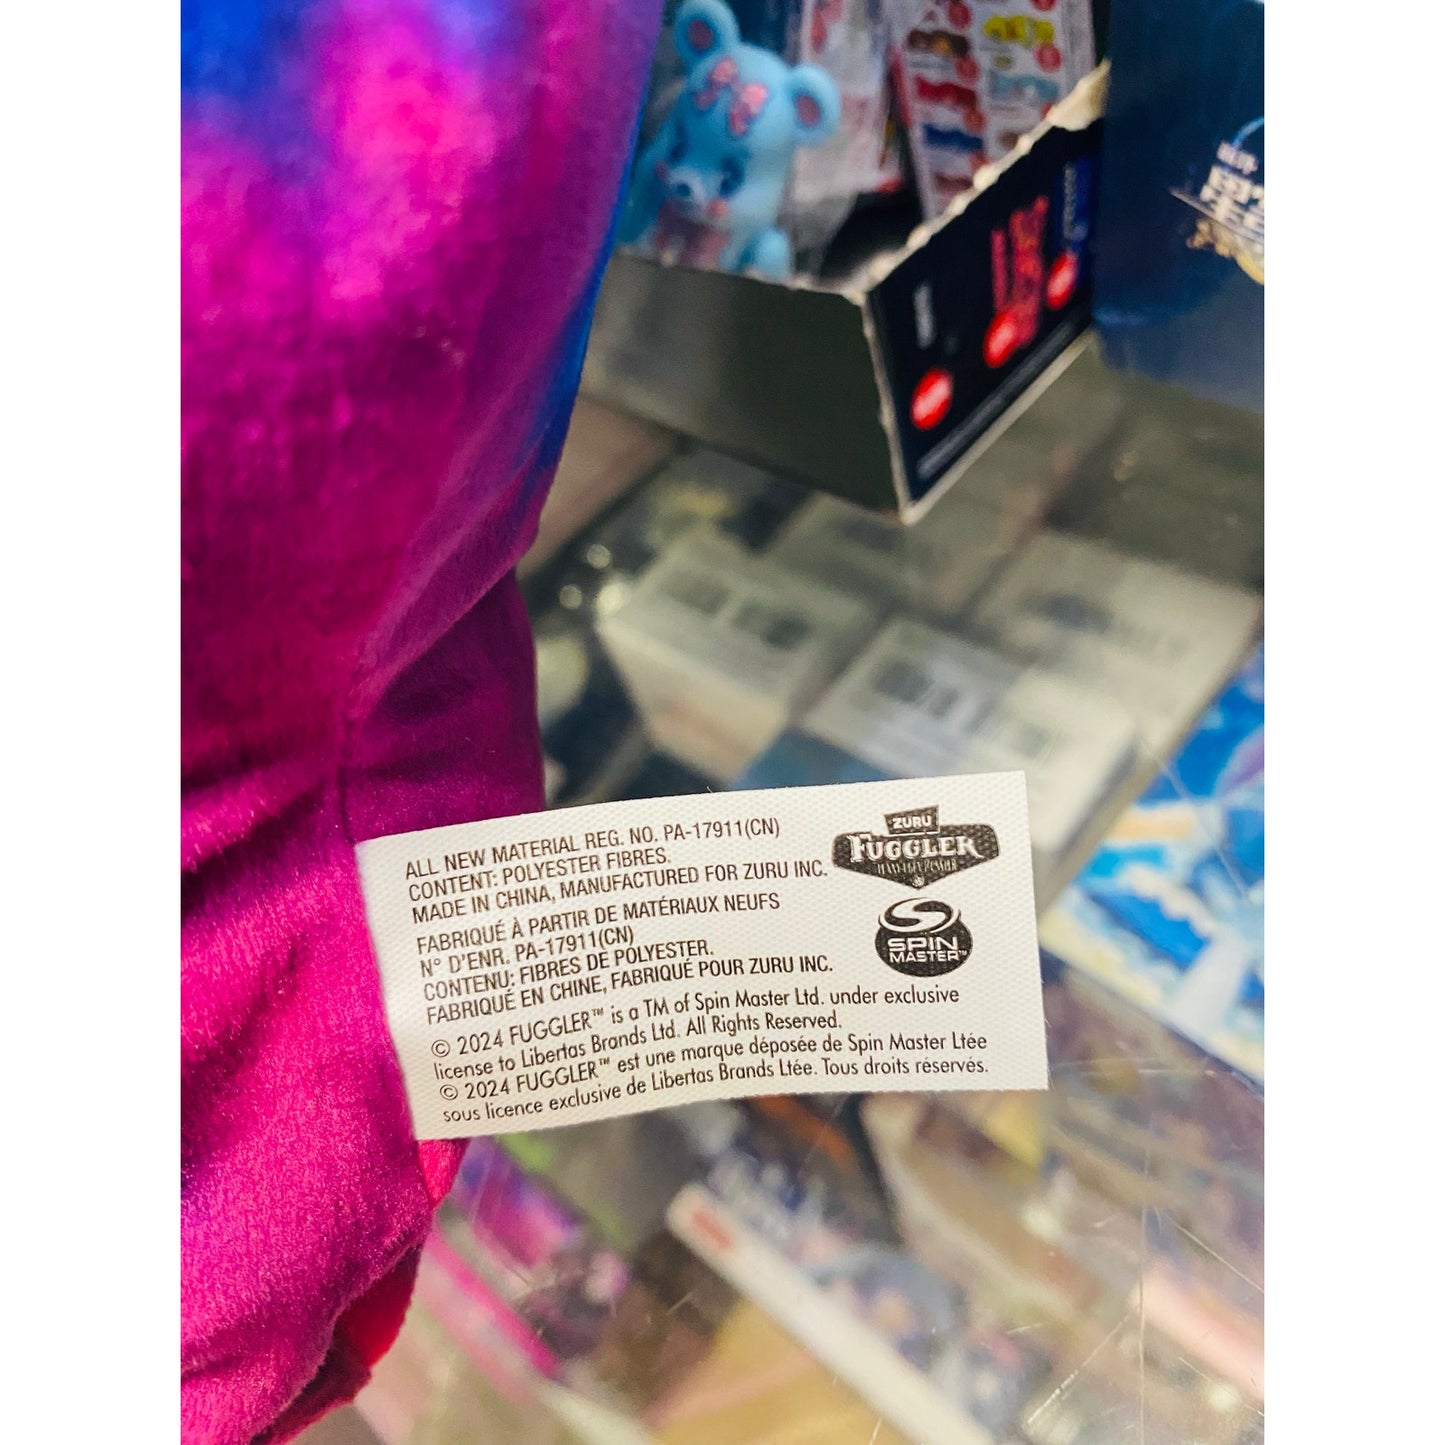 ALL NEW MATERIAL REG. NO. PA-17911(CN)
CONTENT: POLYESTER FIBRES.
MADE IN CHINA, MANUFACTURED FOR ZURU INC.
FABRIQUÉ À PARTIR DE MATÉRIAUX NEUFS
N° D'ENR. PA-17911(CN)
CONTENU: FIBRES DE POLYESTER.
FABRIQUÉ EN CHINE, FABRIQUÉ POUR ZURU INC.
© 2024 FUGGLER™ is a TM of Spin Master Ltd. under exclusive
license to Libertas Brands Ltd. All Rights Reserved.
© 2024 FUGGLER™ est une marque déposée de Spin Master Ltée
sous licence exclusive de Libertas Brands Ltée. Tous droits réservés.
ZURU
FUGGLER
SPIN
MASTER™